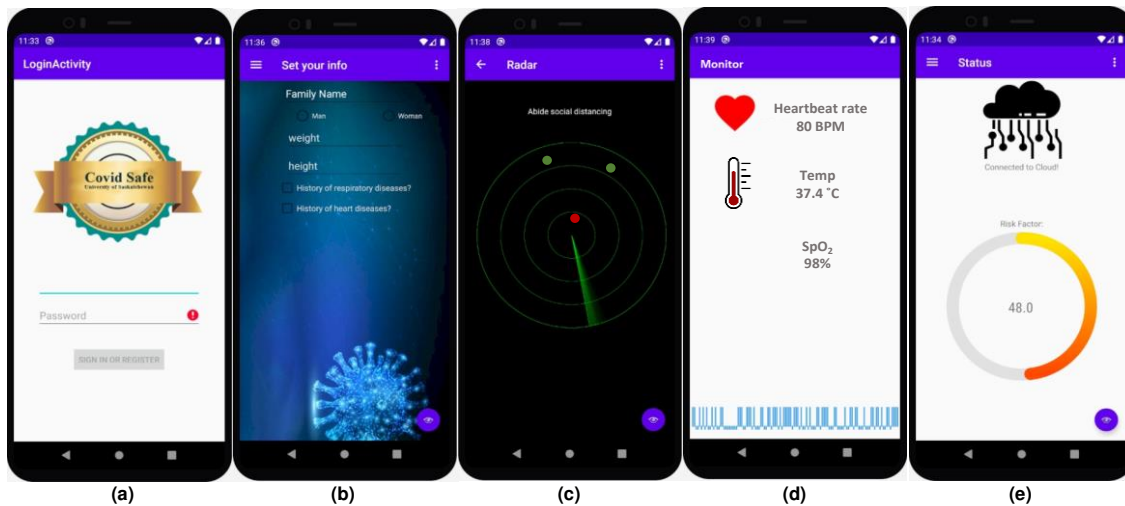 11:33
LoginActivity
Covid Safe
University of Saskatchewan
Password
SIGN IN OR REGISTER
(a)
11:36
Set your info
Family Name
Man
Woman
weight
height
History of respiratory diseases?
History of heart diseases?
(b)
11:38
Radar
Abide social distancing
(c)
11:39
Monitor
Heartbeat rate
80 BPM
Temp
37.4 °C
SpO₂
98%
(d)
11:34
Status
Connected to Cloud!
Risk Factor:
48.0
(e)